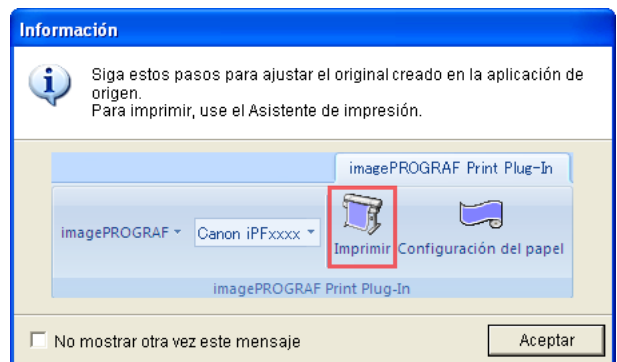 Información
Siga estos pasos para ajustar el original creado en la aplicación de
origen.
Para imprimir, use el Asistente de impresión.
imagePROGRAF Print Plug-In
imagePROGRAF
Canon iPFxxxx
Imprimir
Configuración del papel
imagePROGRAF Print Plug-In
No mostrar otra vez este mensaje
Aceptar